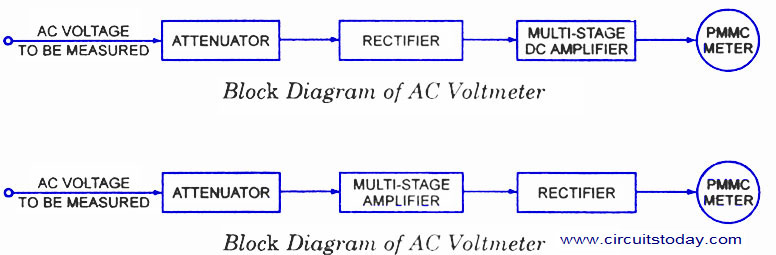 AC VOLTAGE
TO BE MEASURED
ATTENUATOR
RECTIFIER
MULTI-STAGE
DC AMPLIFIER
PMMC
METER
Block Diagram of AC Voltmeter
AC VOLTAGE
TO BE MEASURED
ATTENUATOR
MULTI-STAGE
AMPLIFIER
RECTIFIER
PMMC
METER
Block Diagram of AC Voltmeter
www.circuitstoday.com